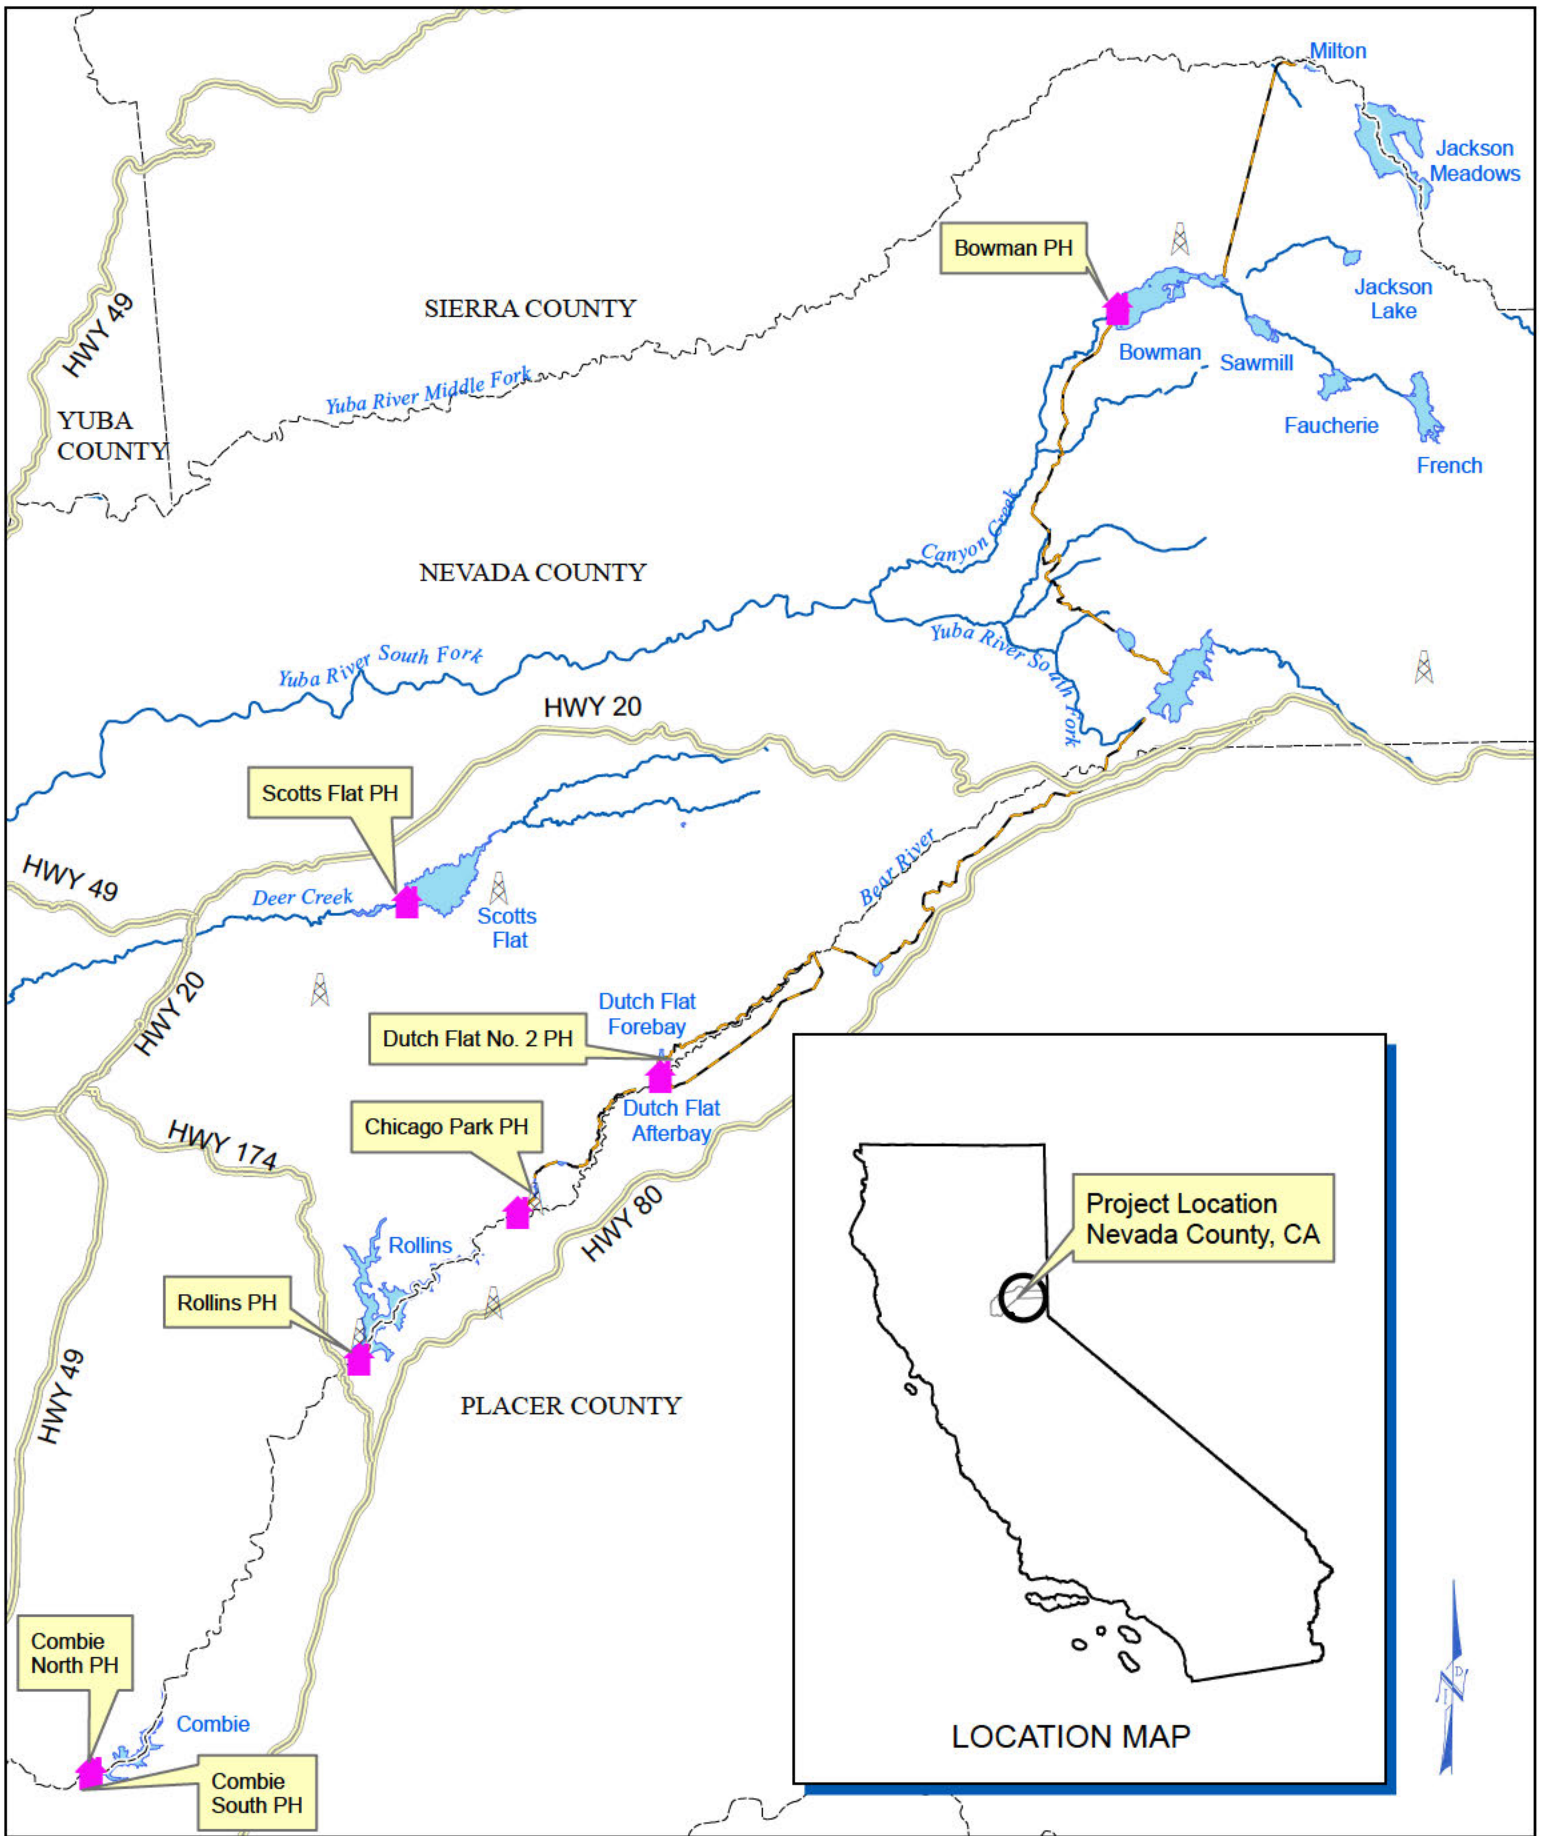 Milton
Jackson
Meadows
Bowman PH
Jackson
Lake
SIERRA COUNTY
HWY 49
Bowman
Sawmill
Yuba River Middle Fork
YUBA
COUNTY
Faucherie
French
Canyon Creek
NEVADA COUNTY
Yuba River South Fork
Yuba River South Fork
HWY 20
Scotts Flat PH
HWY 49
Bear River
Deer Creek
Scotts
Flat
HWY 20
Dutch Flat
Forebay
Dutch Flat No. 2 PH
Dutch Flat
Afterbay
Chicago Park PH
HWY 174
HWY 80
Rollins
Rollins PH
Project Location
Nevada County, CA
HWY 49
PLACER COUNTY
Combie
North PH
Combie
Combie
South PH
LOCATION MAP
N
I
D